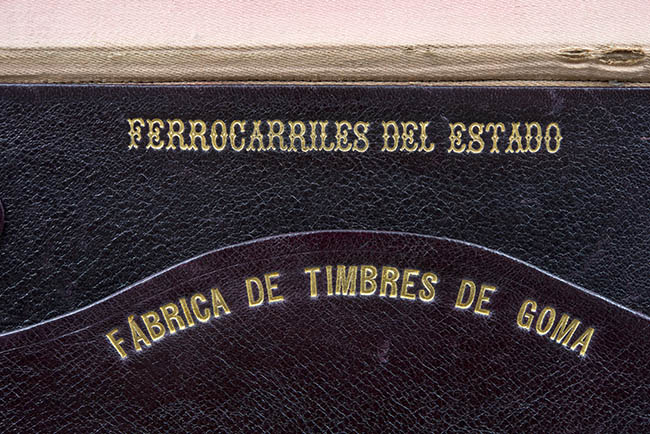 FERROCARRILES DEL ESTADO
FÁBRICA DE TIMBRES DE GOMA